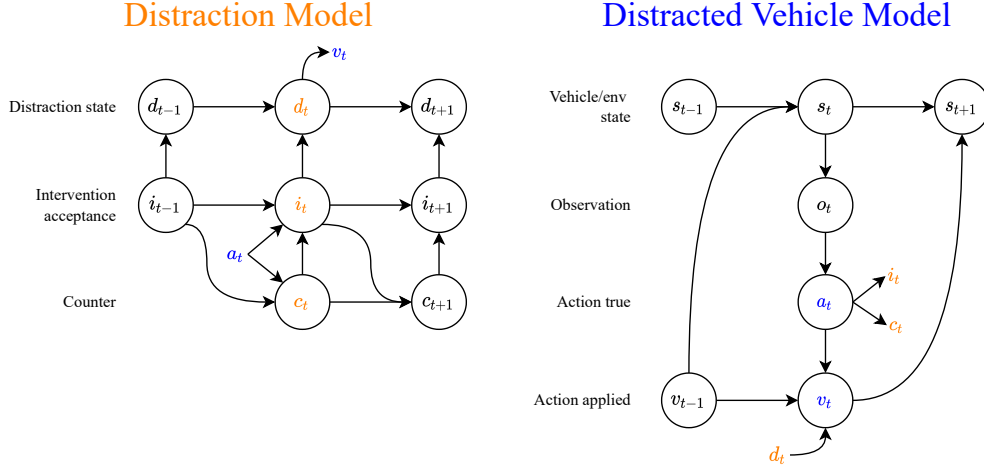 Distraction Model
v_t
Distraction state
d_{t-1}
d_t
d_{t+1}
Intervention
acceptance
i_{t-1}
i_t
i_{t+1}
a_t
Counter
c_t
c_{t+1}
Distracted Vehicle Model
Vehicle/env
state
s_{t-1}
s_t
s_{t+1}
Observation
o_t
Action true
a_t
i_t
c_t
Action applied
v_{t-1}
v_t
d_t